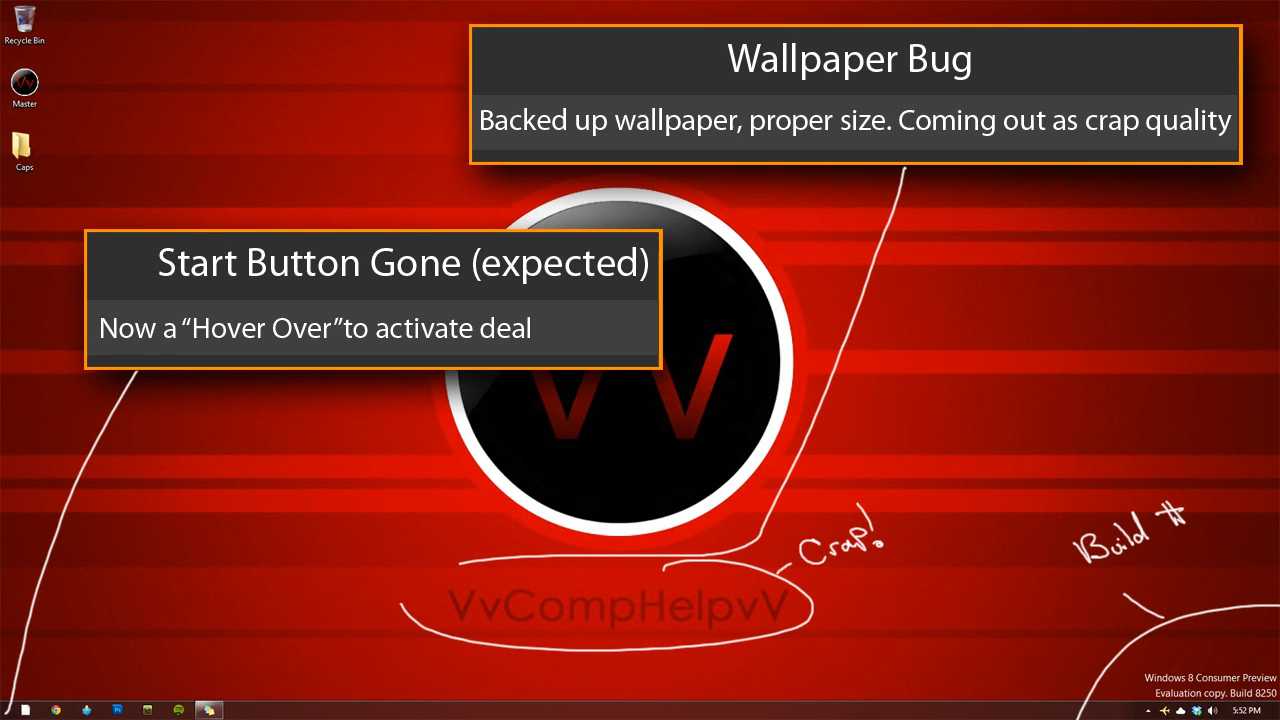 Recycle Bin
Wallpaper Bug
Backed up wallpaper, proper size. Coming out as crap quality
Master
Caps
Start Button Gone (expected)
Now a “Hover Over”to activate deal
VV
Crap!
Build #
VvCompHelpvV
Windows 8 Consumer Preview
Evaluation copy. Build 8250
Ps
5:52 PM